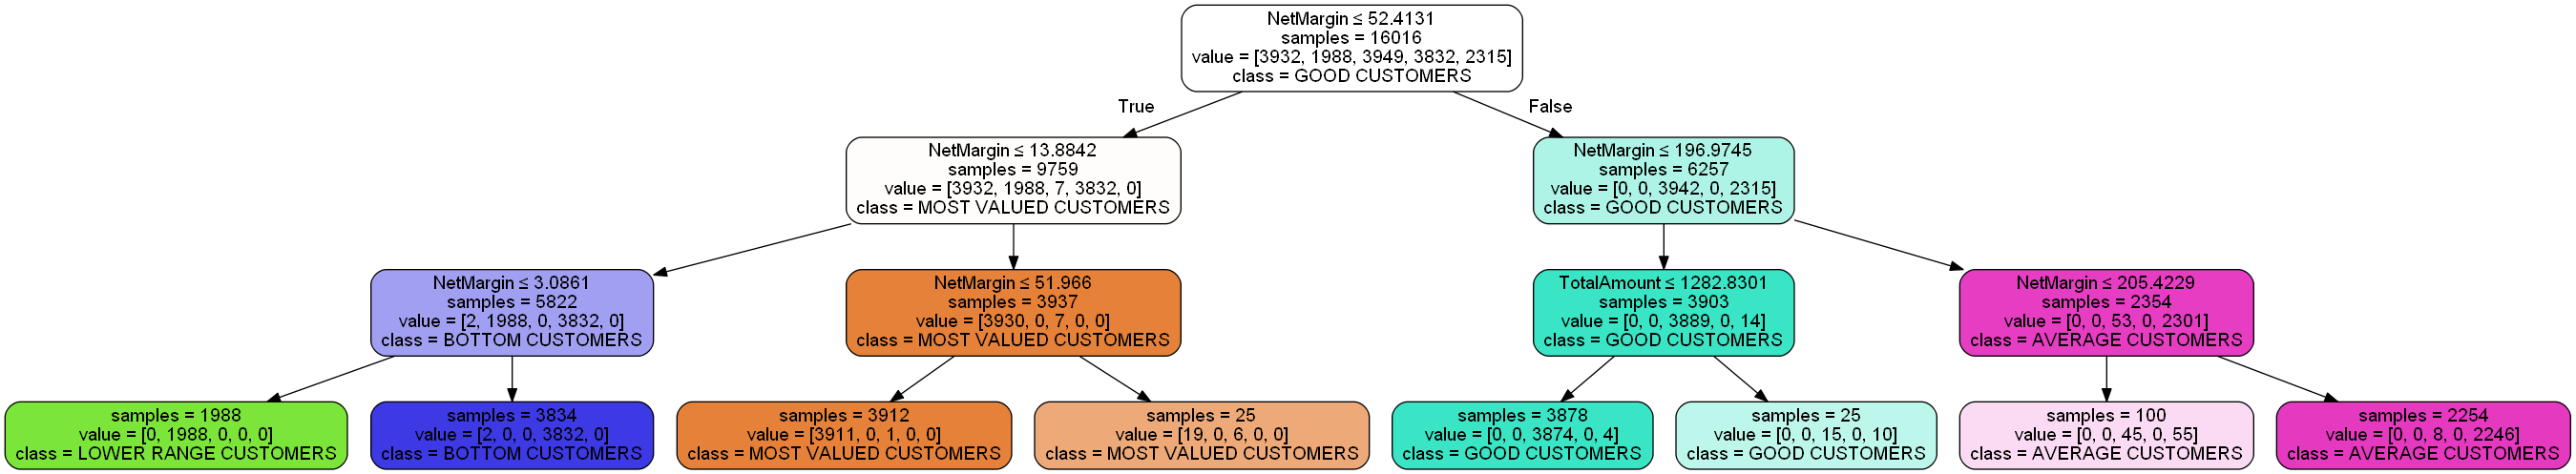 NetMargin ≤ 52.4131
samples = 16016
value = [3932, 1988, 3949, 3832, 2315]
class = GOOD CUSTOMERS
True
False
NetMargin ≤ 13.8842
samples = 9759
value = [3932, 1988, 7, 3832, 0]
class = MOST VALUED CUSTOMERS
NetMargin ≤ 196.9745
samples = 6257
value = [0, 0, 3942, 0, 2315]
class = GOOD CUSTOMERS
NetMargin ≤ 3.0861
samples = 5822
value = [2, 1988, 0, 3832, 0]
class = BOTTOM CUSTOMERS
NetMargin ≤ 51.966
samples = 3937
value = [3930, 0, 7, 0, 0]
class = MOST VALUED CUSTOMERS
TotalAmount ≤ 1282.8301
samples = 3903
value = [0, 0, 3889, 0, 14]
class = GOOD CUSTOMERS
NetMargin ≤ 205.4229
samples = 2354
value = [0, 0, 53, 0, 2301]
class = AVERAGE CUSTOMERS
samples = 1988
value = [0, 1988, 0, 0, 0]
class = LOWER RANGE CUSTOMERS
samples = 3834
value = [2, 0, 0, 3832, 0]
class = BOTTOM CUSTOMERS
samples = 3912
value = [3911, 0, 1, 0, 0]
class = MOST VALUED CUSTOMERS
samples = 25
value = [19, 0, 6, 0, 0]
class = MOST VALUED CUSTOMERS
samples = 3878
value = [0, 0, 3874, 0, 4]
class = GOOD CUSTOMERS
samples = 25
value = [0, 0, 15, 0, 10]
class = GOOD CUSTOMERS
samples = 100
value = [0, 0, 45, 0, 55]
class = AVERAGE CUSTOMERS
samples = 2254
value = [0, 0, 8, 0, 2246]
class = AVERAGE CUSTOMERS